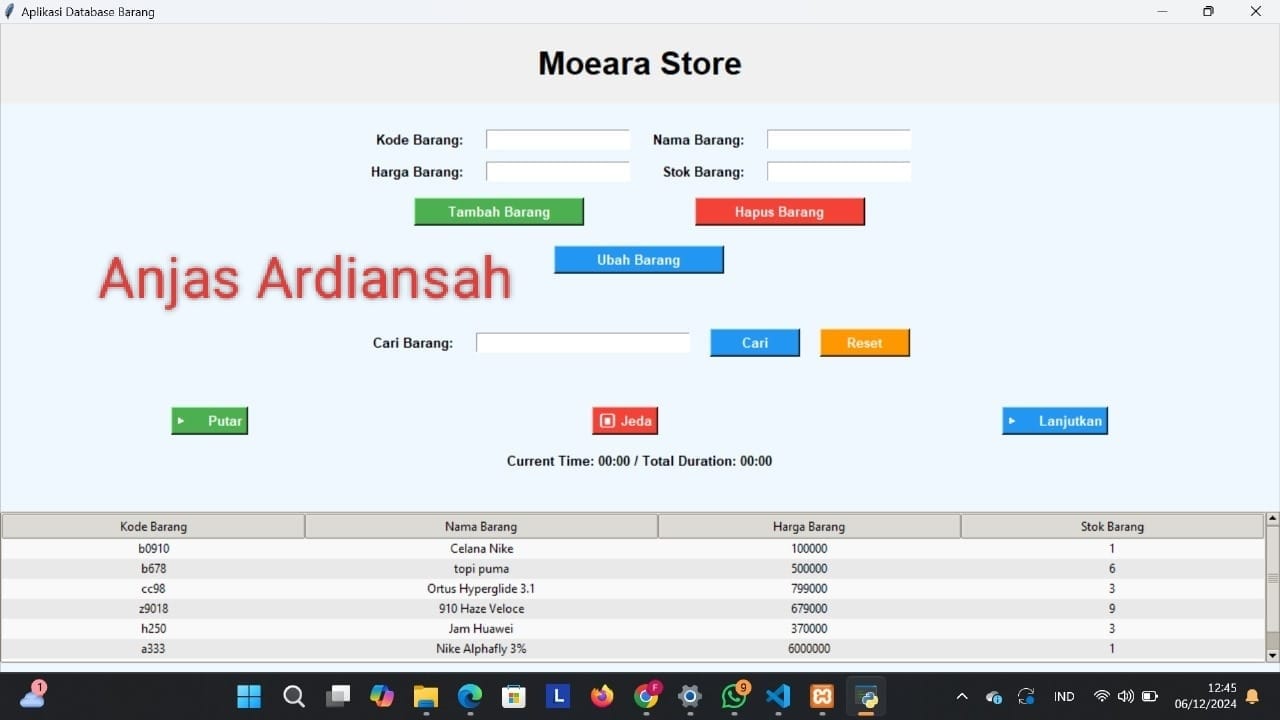 Aplikasi Database Barang
Moeara Store
Kode Barang: Nama Barang:
Harga Barang: Stok Barang:
Tambah Barang Hapus Barang
Ubah Barang
Anjas Ardiansah
Cari Barang: Cari Reset
Putar Jeda Lanjutkan
Current Time: 00:00 / Total Duration: 00:00
Kode Barang Nama Barang Harga Barang Stok Barang
b0910 Celana Nike 100000 1
b678 topi puma 500000 6
cc98 Ortus Hyperglide 3.1 799000 3
z9018 910 Haze Veloce 679000 9
h250 Jam Huawei 370000 3
a333 Nike Alphafly 3% 6000000 1
1 L F 9 IND 12:45
06/12/2024